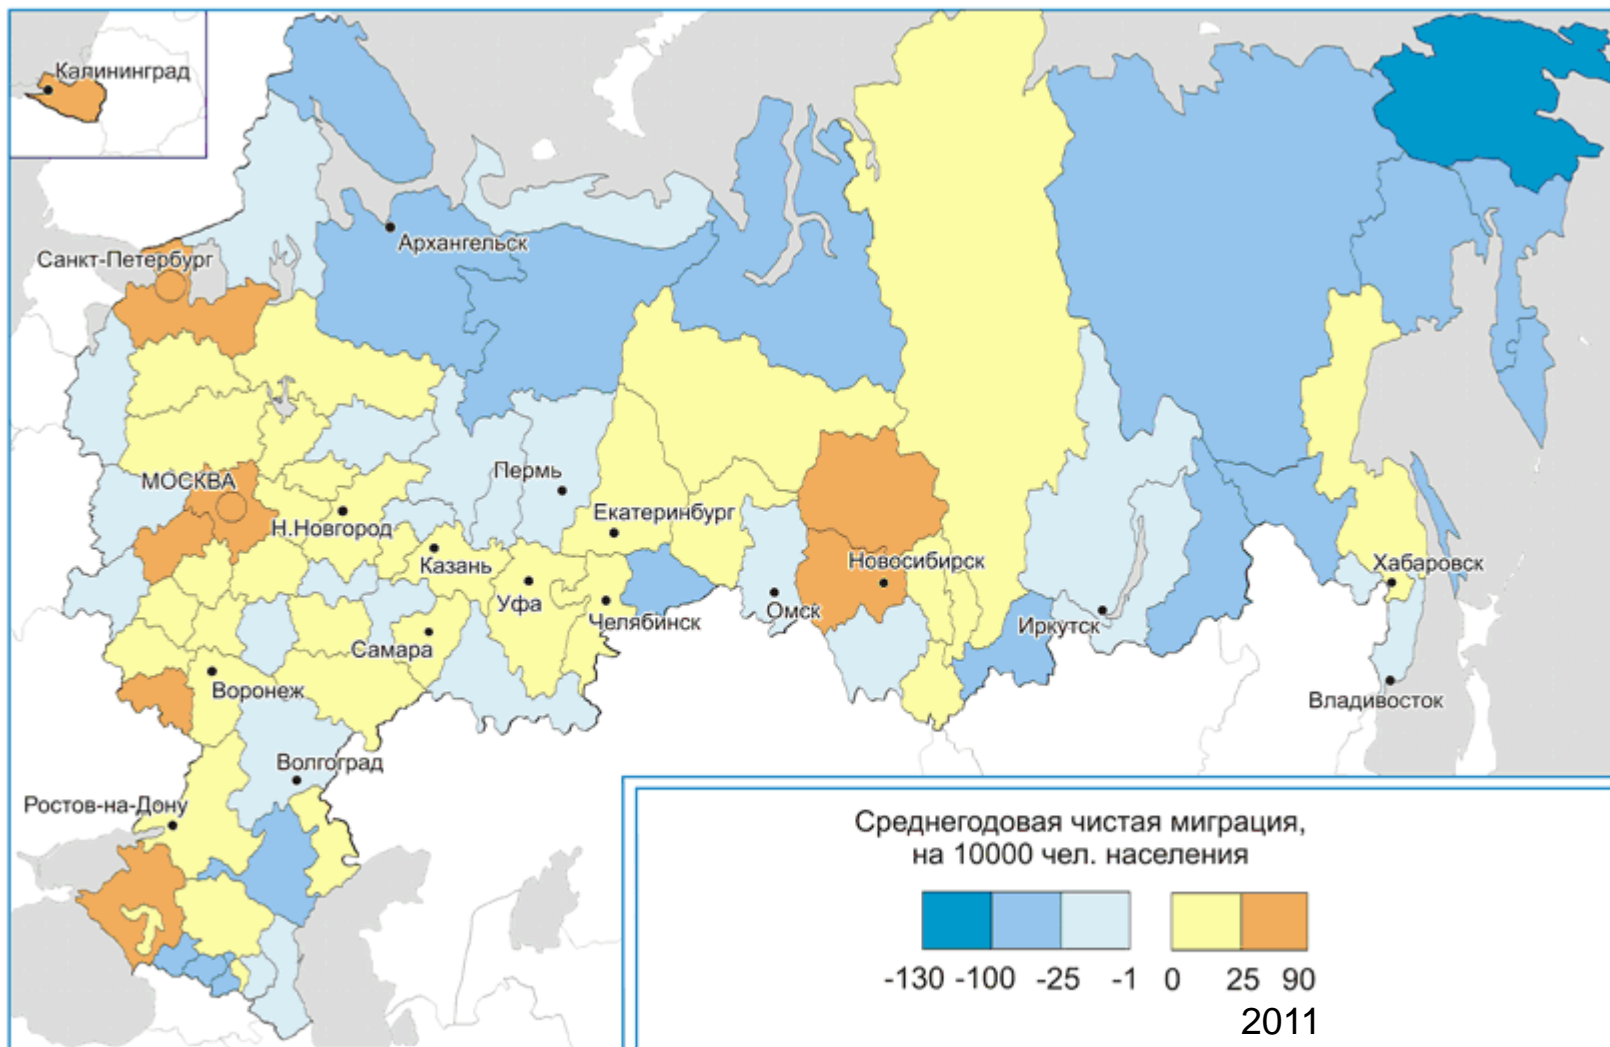 Калининград
Архангельск
Санкт-Петербург
МОСКВА
Пермь
Н.Новгород
Екатеринбург
Казань
Новосибирск
Хабаровск
Уфа
Омск
Челябинск
Иркутск
Самара
Воронеж
Владивосток
Волгоград
Ростов-на-Дону
Среднегодовая чистая миграция,
на 10000 чел. населения
-130 -100 -25 -1 0 25 90
2011